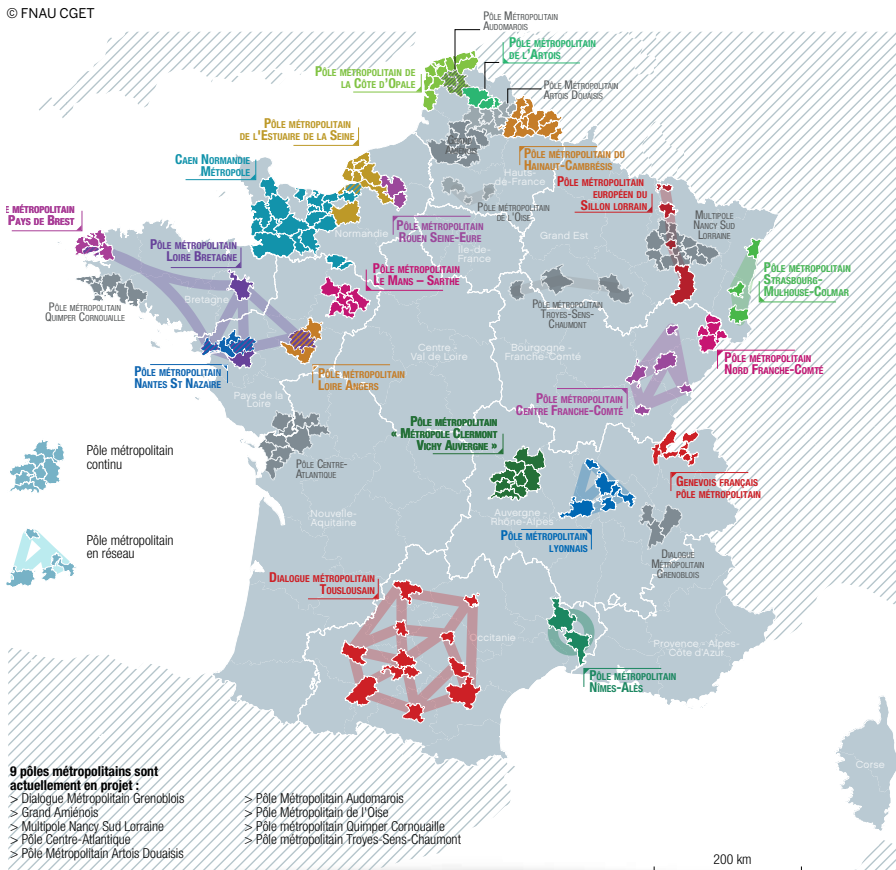 © FNAU CGET
Pôle Métropolitain
Audomarois
Pôle métropolitain
de l'Artois
Pôle métropolitain de
la Côte d'Opale
Pôle Métropolitain
Artois Douaisis
Pôle métropolitain
de l'Estuaire de la Seine
Caen Normandie
Métropole
Pôle métropolitain du
Hainaut-Cambrésis
Hauts-
de-France
Pôle métropolitain
européen du
Sillon lorrain
Pôle métropolitain
de l'Oise
Multipole
Nancy Sud
Lorraine
E métropolitain
Pays de Brest
Pôle métropolitain
Loire Bretagne
Normandie
Pôle métropolitain
Rouen Seine-Eure
Île-de-
France
Grand Est
Pôle métropolitain
Le Mans – Sarthe
Pôle métropolitain
Strasbourg-
Mulhouse-Colmar
Bretagne
Pôle métropolitain
Quimper Cornouaille
Pôle métropolitain
Troyes-Sens-
Chaumont
Centre -
Val de Loire
Bourgogne -
Franche-Comté
Pôle métropolitain
Nord Franche-Comté
Pôle métropolitain
Nantes St Nazaire
Pôle métropolitain
Loire Angers
Pays de la
Loire
Pôle métropolitain
Centre Franche-Comté
Pôle métropolitain
« Métropole Clermont
Vichy Auvergne »
Pôle métropolitain
continu
Pôle Centre-
Atlantique
Genevois français
pôle métropolitain
Nouvelle-
Aquitaine
Auvergne -
Rhône-Alpes
Pôle métropolitain
lyonnais
Pôle métropolitain
en réseau
Dialogue
Métropolitain
Grenoblois
Dialogue métropolitain
Touslousain
Occitanie
Provence - Alpes-
Côte d'Azur
Pôle métropolitain
Nîmes-Alès
Corse
9 pôles métropolitains sont
actuellement en projet :
> Dialogue Métropolitain Grenoblois
> Grand Amiénois
> Multipole Nancy Sud Lorraine
> Pôle Centre-Atlantique
> Pôle Métropolitain Artois Douaisis
> Pôle Métropolitain Audomarois
> Pôle Métropolitain de l'Oise
> Pôle métropolitain Quimper Cornouaille
> Pôle métropolitain Troyes-Sens-Chaumont
200 km